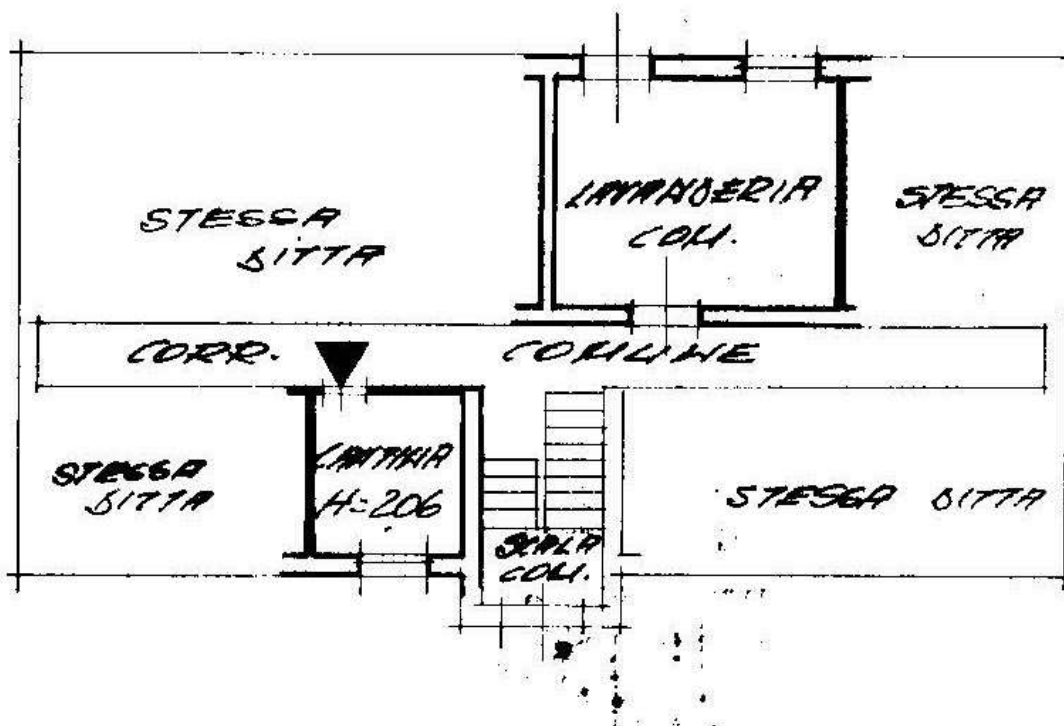 STESSA
DITTA
LAVANDERIA
COM.
STESSA
DITTA
CORR. COMUNE
STESSA
DITTA
CANTINA
H=206
SCALA
COM.
STESSA DITTA